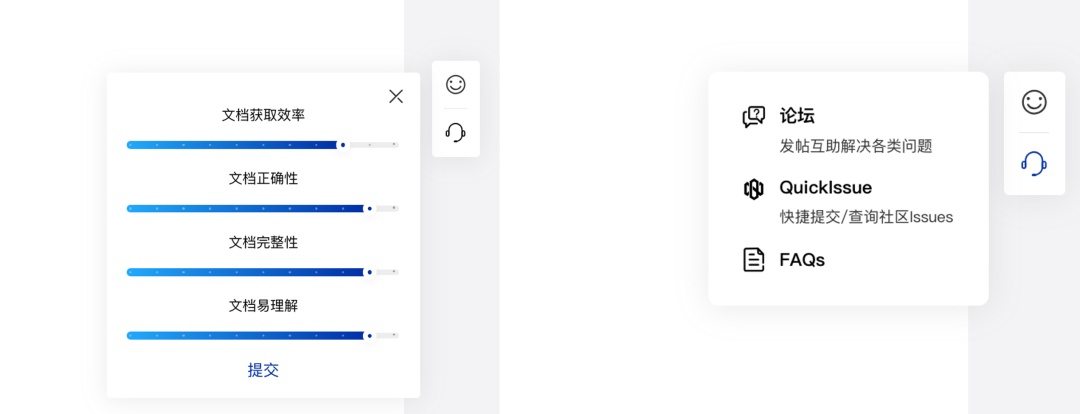 文档获取效率
文档正确性
文档完整性
文档易理解
提交
论坛
发帖互助解决各类问题
QuickIssue
快捷提交/查询社区Issues
FAQs